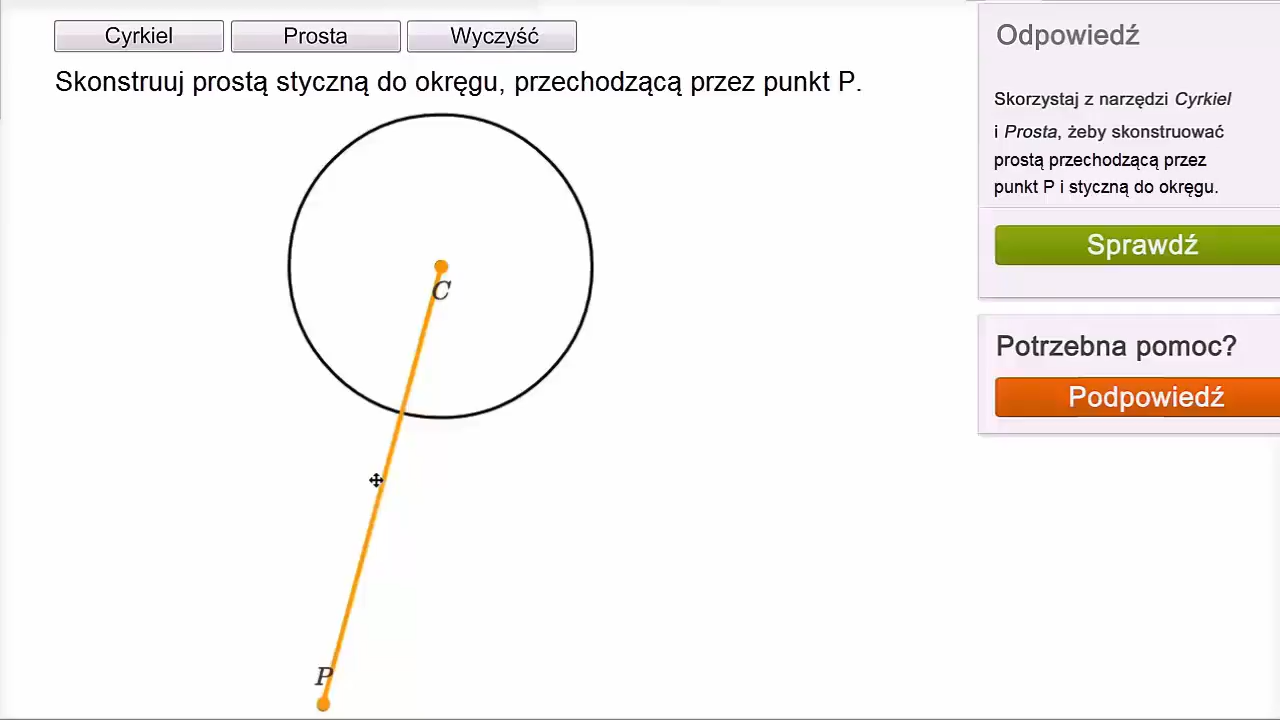 Cyrkiel Prosta Wyczyść
Skonstruuj prostą styczną do okręgu, przechodzącą przez punkt P.
C
P
Odpowiedź
Skorzystaj z narzędzi Cyrkiel
i Prosta, żeby skonstruować
prostą przechodzącą przez
punkt P i styczną do okręgu.
Sprawdź
Potrzebna pomoc?
Podpowiedź